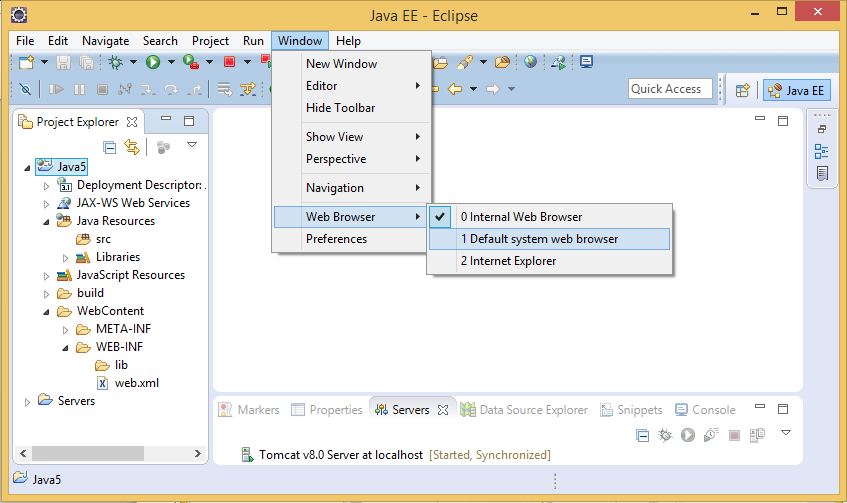 Java EE - Eclipse
File Edit Navigate Search Project Run Window Help
New Window
Editor
Hide Toolbar
Show View
Perspective
Navigation
Web Browser
Preferences
0 Internal Web Browser
1 Default system web browser
2 Internet Explorer
Quick Access
Java EE
Project Explorer
Java5
Deployment Descriptor: .
JAX-WS Web Services
Java Resources
src
Libraries
JavaScript Resources
build
WebContent
META-INF
WEB-INF
lib
web.xml
Servers
Markers Properties Servers Data Source Explorer Snippets Console
Tomcat v8.0 Server at localhost [Started, Synchronized]
Java5